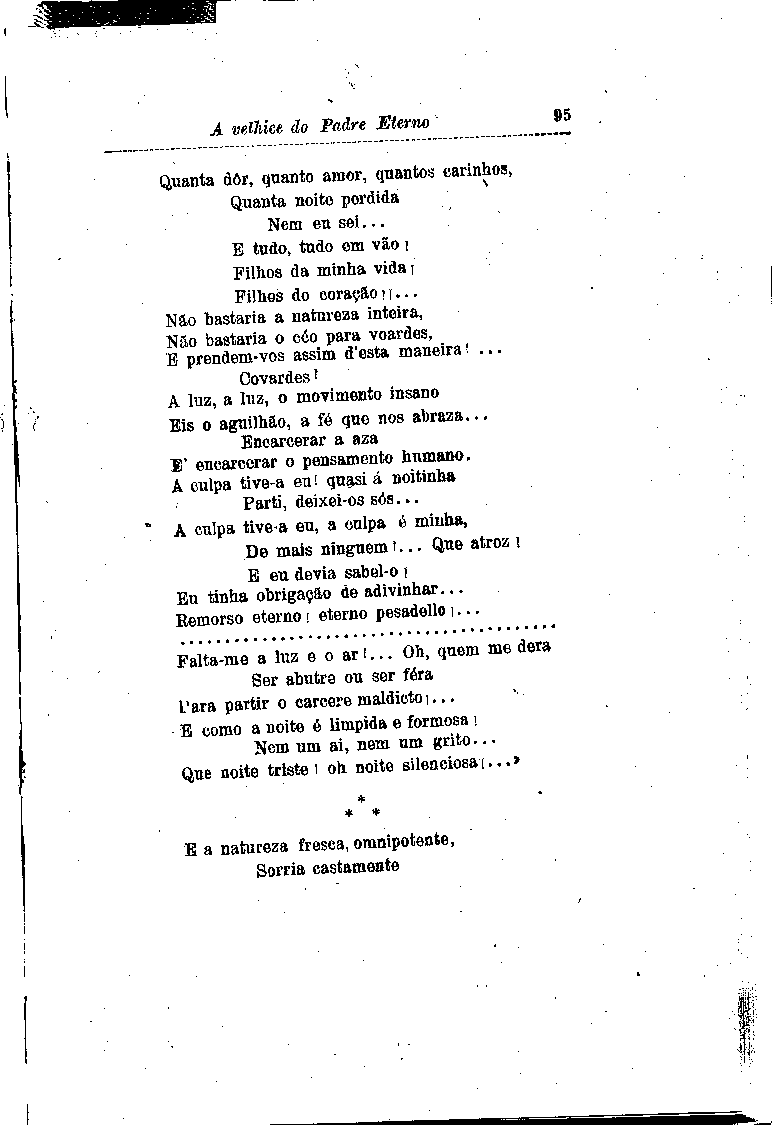 A velhice do Padre Eterno 95
Quanta dôr, quanto amor, quantos carinhos,
Quanta noite perdida
Nem eu sei...
E tudo, tudo em vão!
Filhos da minha vida!
Filhos do coração!!...
Não bastaria a natureza inteira,
Não bastaria o céo para voardes,
E prendem-vos assim d'esta maneira! ...
Covardes!
A luz, a luz, o movimento insano
Eis o aguilhão, a fé que nos abraza...
Encarcerar a aza
E' encarcerar o pensamento humano.
A culpa tive-a eu! quasi á noitinha
Parti, deixei-os sós...
A culpa tive-a eu, a culpa é minha,
De mais ninguem!... Que atroz!
E eu devia sabel-o!
Eu tinha obrigação de adivinhar...
Remorso eterno! eterno pesadello!...
........................................
Falta-me a luz e o ar!... Oh, quem me dera
Ser abutre ou ser féra
Para partir o carcere maldicto!...
E como a noite é limpida e formosa!
Nem um ai, nem um grito...
Que noite triste! oh noite silenciosa!...»
*
* *
E a natureza fresca, omnipotente,
Sorria castamente